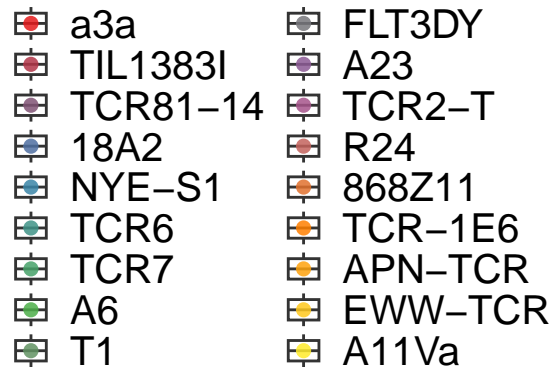 a3a
TIL1383I
TCR81−14
18A2
NYE−S1
TCR6
TCR7
A6
T1
FLT3DY
A23
TCR2−T
R24
868Z11
TCR−1E6
APN−TCR
EWW−TCR
A11Va